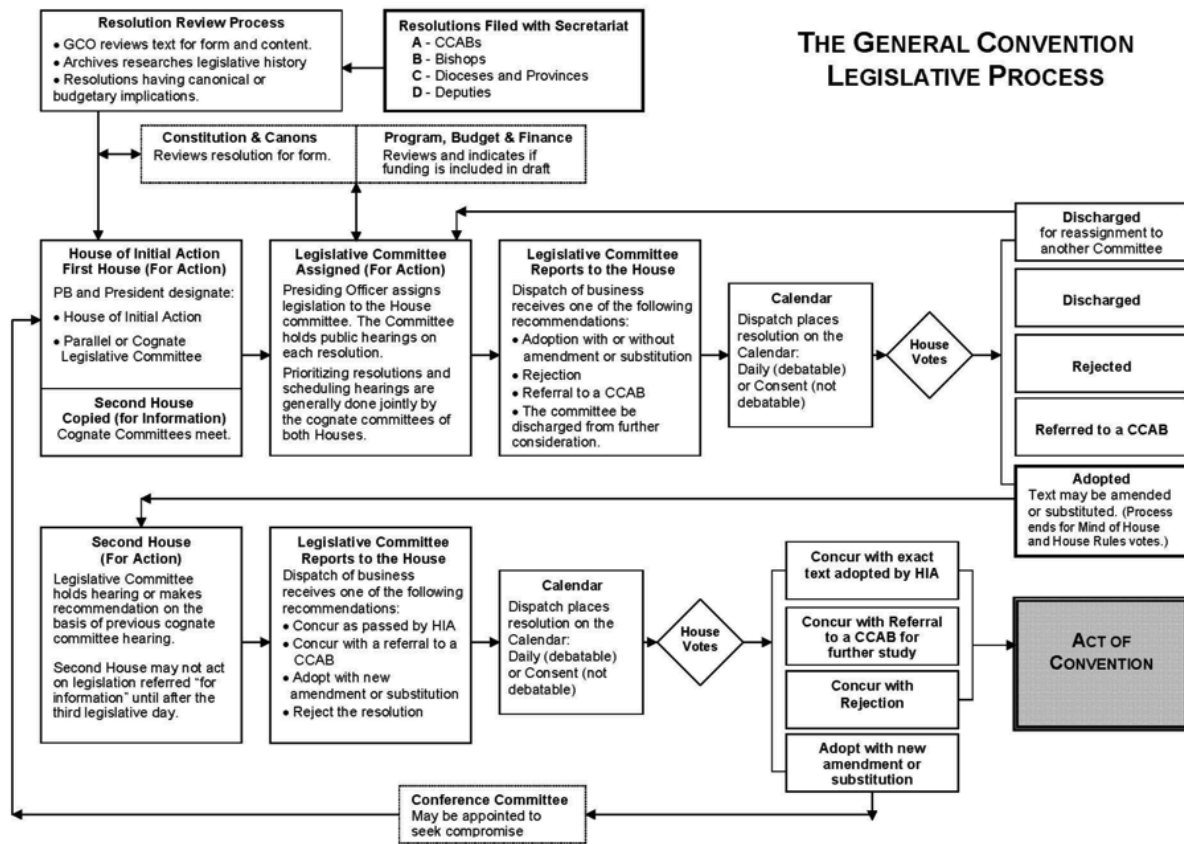 THE GENERAL CONVENTION
LEGISLATIVE PROCESS
Resolution Review Process
• GCO reviews text for form and content.
• Archives researches legislative history
• Resolutions having canonical or
budgetary implications.
Resolutions Filed with Secretariat
A - CCABs
B - Bishops
C - Dioceses and Provinces
D - Deputies
Constitution & Canons
Reviews resolution for form.
Program, Budget & Finance
Reviews and indicates if
funding is included in draft
House of Initial Action
First House (For Action)
PB and President designate:
• House of Initial Action
• Parallel or Cognate
Legislative Committee
Second House
Copied (for Information)
Cognate Committees meet.
Legislative Committee
Assigned (For Action)
Presiding Officer assigns
legislation to the House
committee. The Committee
holds public hearings on
each resolution.
Prioritizing resolutions and
scheduling hearings are
generally done jointly by
the cognate committees of
both Houses.
Legislative Committee
Reports to the House
Dispatch of business
receives one of the following
recommendations:
• Adoption with or without
amendment or substitution
• Rejection
• Referral to a CCAB
• The committee be
discharged from further
consideration.
Calendar
Dispatch places
resolution on the
Calendar:
Daily (debatable)
or Consent (not
debatable)
House
Votes
Discharged
for reassignment to
another Committee
Discharged
Rejected
Referred to a CCAB
Adopted
Text may be amended
or substituted. (Process
ends for Mind of House
and House Rules votes.)
Second House
(For Action)
Legislative Committee
holds hearing or makes
recommendation on the
basis of previous cognate
committee hearing.
Second House may not act
on legislation referred "for
information" until after the
third legislative day.
Legislative Committee
Reports to the House
Dispatch of business
receives one of the following
recommendations:
• Concur as passed by HIA
• Concur with a referral to a
CCAB
• Adopt with new
amendment or substitution
• Reject the resolution
Calendar
Dispatch places
resolution on the
Calendar:
Daily (debatable)
or Consent (not
debatable)
House
Votes
Concur with exact
text adopted by HIA
Concur with Referral
to a CCAB for
further study
Concur with
Rejection
Adopt with new
amendment or
substitution
ACT OF
CONVENTION
Conference Committee
May be appointed to
seek compromise